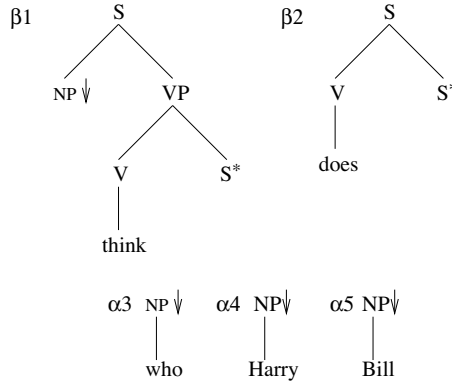 β1 S β2 S
NP↓ VP V S*
V S* does
think
α3 NP↓ α4 NP↓ α5 NP↓
who Harry Bill